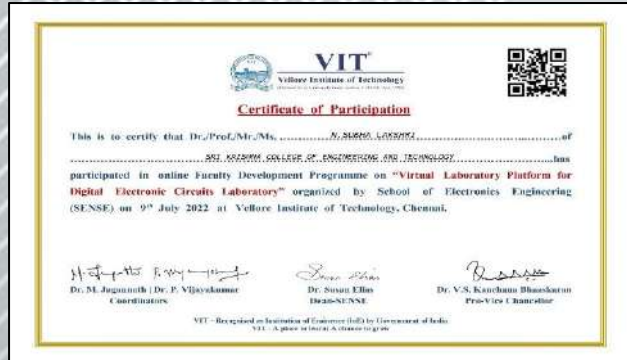 VIT®
Vellore Institute of Technology
Certificate of Participation
This is to certify that Dr./Prof./Mr./Ms. N.SUBHA LAKSHMI of
SRI KRISHNA COLLEGE OF ENGINEERING AND TECHNOLOGY has
participated in online Faculty Development Programme on “Virtual Laboratory Platform for
Digital Electronic Circuits Laboratory” organized by School of Electronics Engineering
(SENSE) on 9th July 2022 at Vellore Institute of Technology, Chennai.
Dr. M. Jagannath | Dr. P. Vijayakumar
Coordinators
Dr. Susan Elias
Dean-SENSE
Dr. V.S. Kanchana Bhaaskaran
Pro-Vice Chancellor
VIT – Recognised as Institution of Eminence (IoE) by Government of India
VIT – A place to learn; A chance to grow